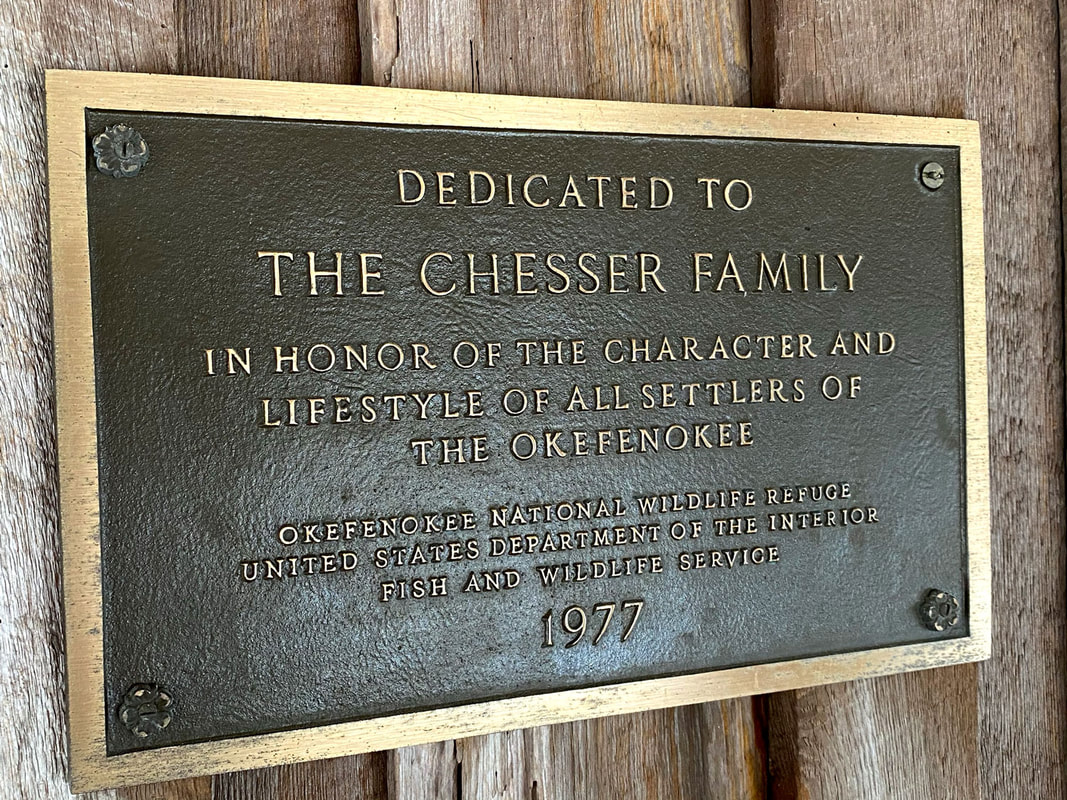 DEDICATED TO
THE CHESSER FAMILY
IN HONOR OF THE CHARACTER AND
LIFESTYLE OF ALL SETTLERS OF
THE OKEFENOKEE
OKEFENOKEE NATIONAL WILDLIFE REFUGE
UNITED STATES DEPARTMENT OF THE INTERIOR
FISH AND WILDLIFE SERVICE
1977